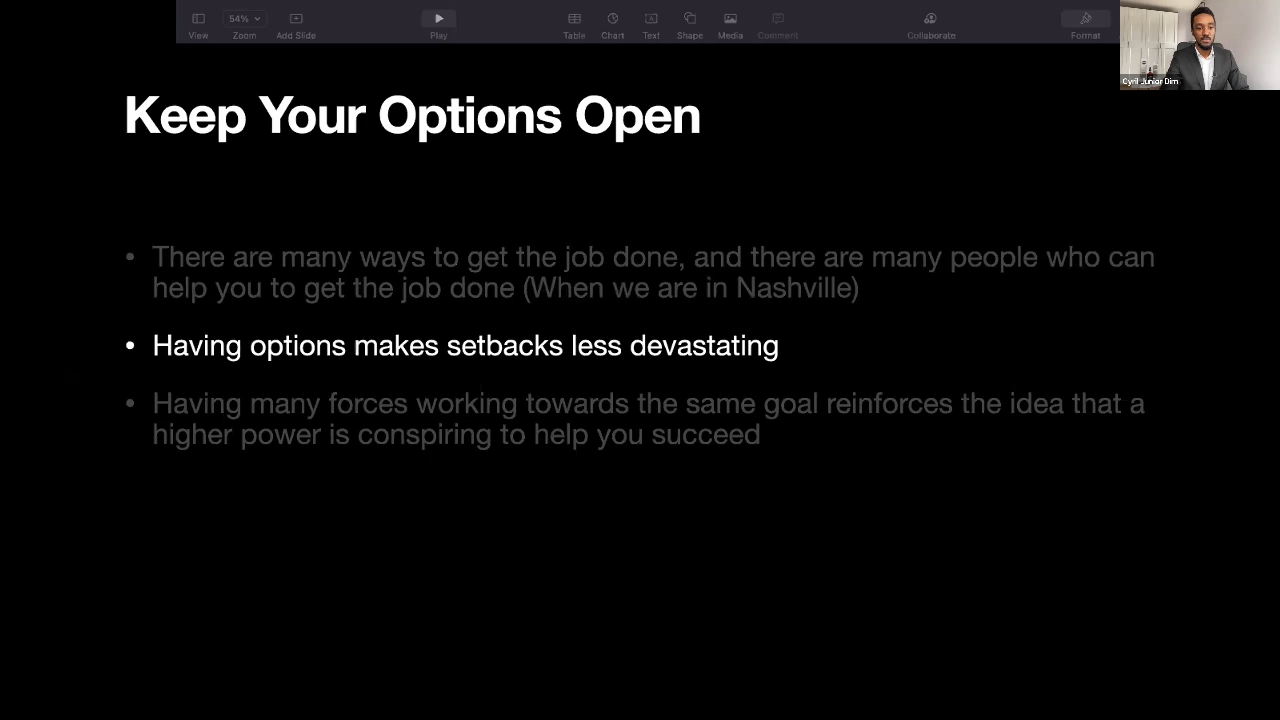 54%
View
Zoom
Add Slide
Play
Table
Chart
Text
Shape
Media
Comment
Collaborate
Format
Cyril Junior Dim
Keep Your Options Open
• There are many ways to get the job done, and there are many people who can
help you to get the job done (When we are in Nashville)
• Having options makes setbacks less devastating
• Having many forces working towards the same goal reinforces the idea that a
higher power is conspiring to help you succeed